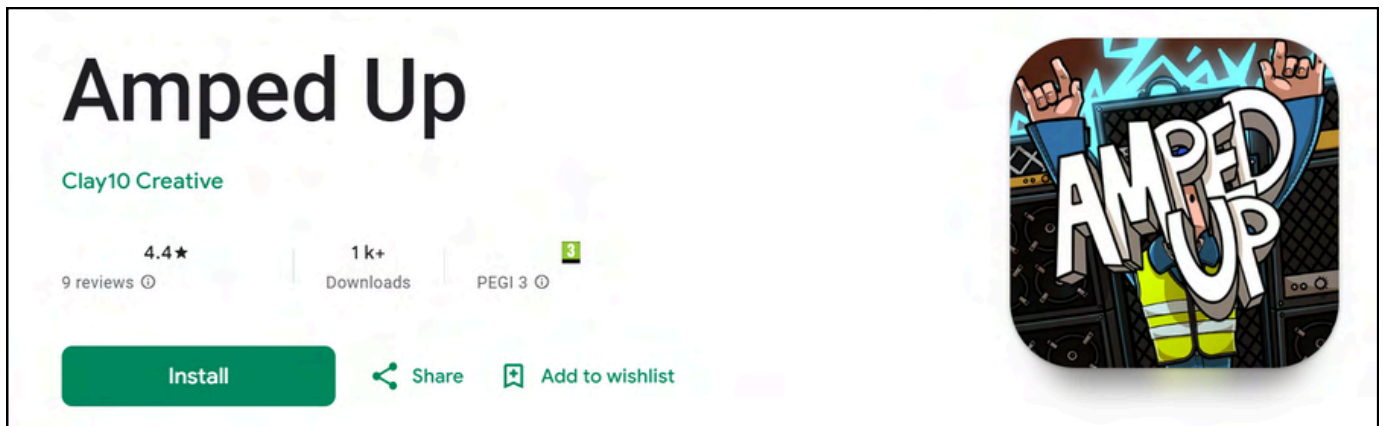 Amped Up
Clay10 Creative
4.4★
9 reviews
1 k+
Downloads
3
PEGI 3
Install
Share
Add to wishlist
AMPED
UP